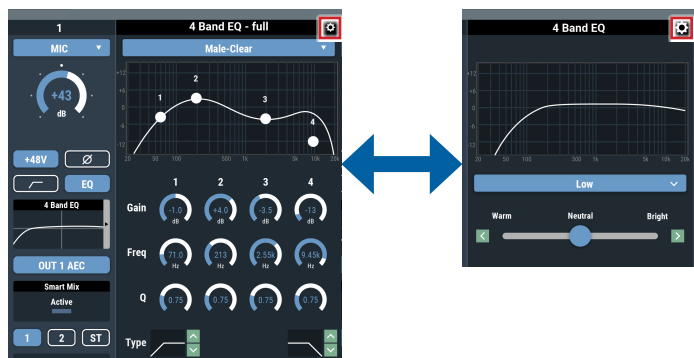 1
MIC
+43
dB
+48V
Ø
EQ
4 Band EQ
OUT 1 AEC
Smart Mix
Active
1 2 ST
4 Band EQ - full
Male-Clear
+12
+6
0
-6
-12
1
2
3
4
20 50 100 500 1k 5k 10k 20k
1 2 3 4
Gain -1.0 +4.0 -3.5 -13
dB dB dB dB
Freq 71.0 213 2.55k 9.45k
Hz Hz Hz Hz
Q 0.75 0.75 0.75 0.75
Type
4 Band EQ
+12
+6
0
-6
-12
20 50 100 500 1k 5k 10k 20k
Low
Warm Neutral Bright